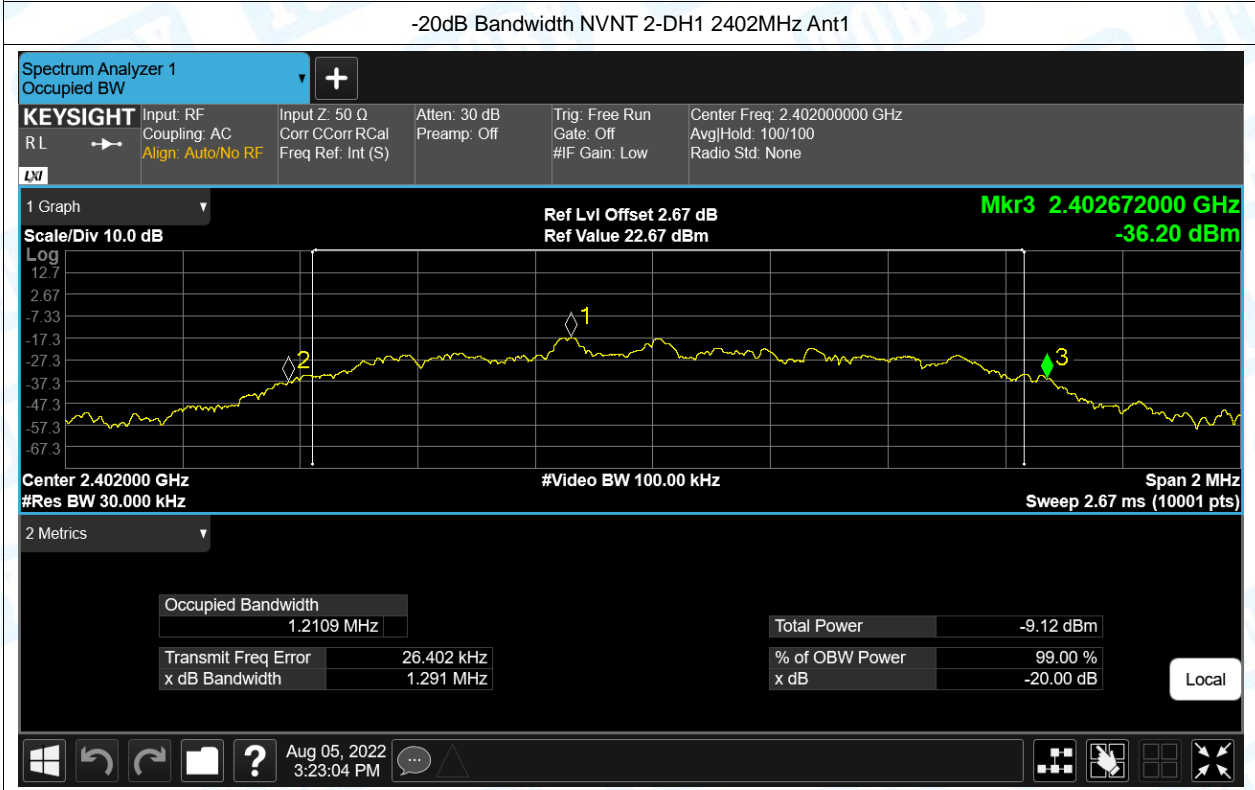 -20dB Bandwidth NVNT 2-DH1 2402MHz Ant1
Spectrum Analyzer 1
Occupied BW
KEYSIGHT
RL
LXI
Input: RF
Coupling: AC
Align: Auto/No RF
Input Z: 50 Ω
Corr CCorr RCal
Freq Ref: Int (S)
Atten: 30 dB
Preamp: Off
Trig: Free Run
Gate: Off
#IF Gain: Low
Center Freq: 2.402000000 GHz
Avg|Hold: 100/100
Radio Std: None
1 Graph
Scale/Div 10.0 dB
Ref Lvl Offset 2.67 dB
Ref Value 22.67 dBm
Mkr3 2.402672000 GHz
-36.20 dBm
Log
12.7
2.67
-7.33
-17.3
-27.3
-37.3
-47.3
-57.3
-67.3
1
2
3
Center 2.402000 GHz
#Res BW 30.000 kHz
#Video BW 100.00 kHz
Span 2 MHz
Sweep 2.67 ms (10001 pts)
2 Metrics
Occupied Bandwidth
1.2109 MHz
Transmit Freq Error 26.402 kHz
x dB Bandwidth 1.291 MHz
Total Power -9.12 dBm
% of OBW Power 99.00 %
x dB -20.00 dB
Local
?
Aug 05, 2022
3:23:04 PM